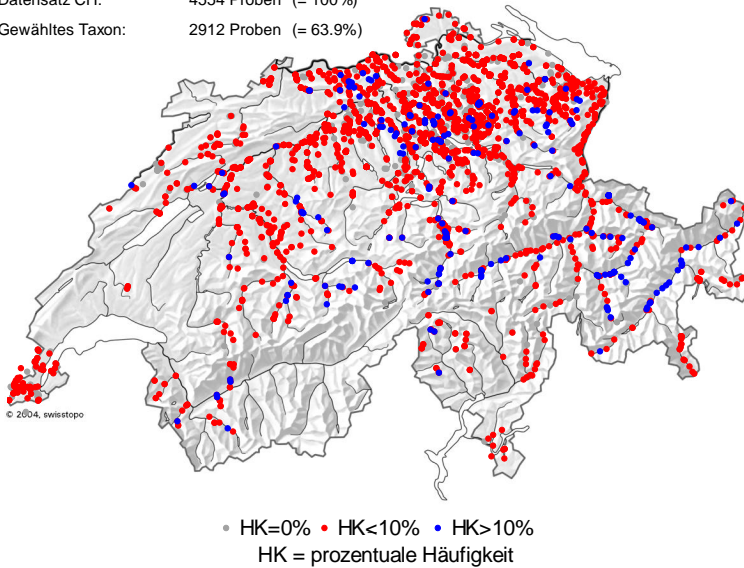 Datensatz CH: 4554 Proben (= 100%)
Gewähltes Taxon: 2912 Proben (= 63.9%)
© 2004, swisstopo
HK=0% HK<10% HK>10%
HK = prozentuale Häufigkeit